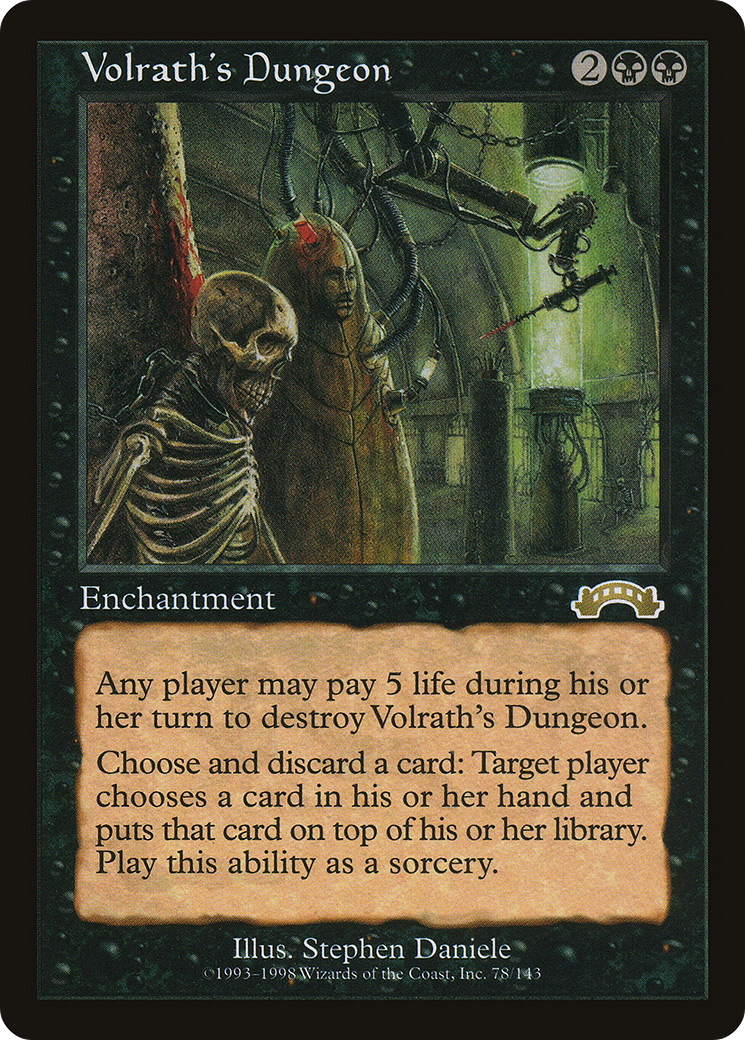 Volrath's Dungeon 2
Enchantment
Any player may pay 5 life during his or
her turn to destroy Volrath's Dungeon.
Choose and discard a card: Target player
chooses a card in his or her hand and
puts that card on top of his or her library.
Play this ability as a sorcery.
Illus. Stephen Daniele
©1993–1998 Wizards of the Coast, Inc. 78/143